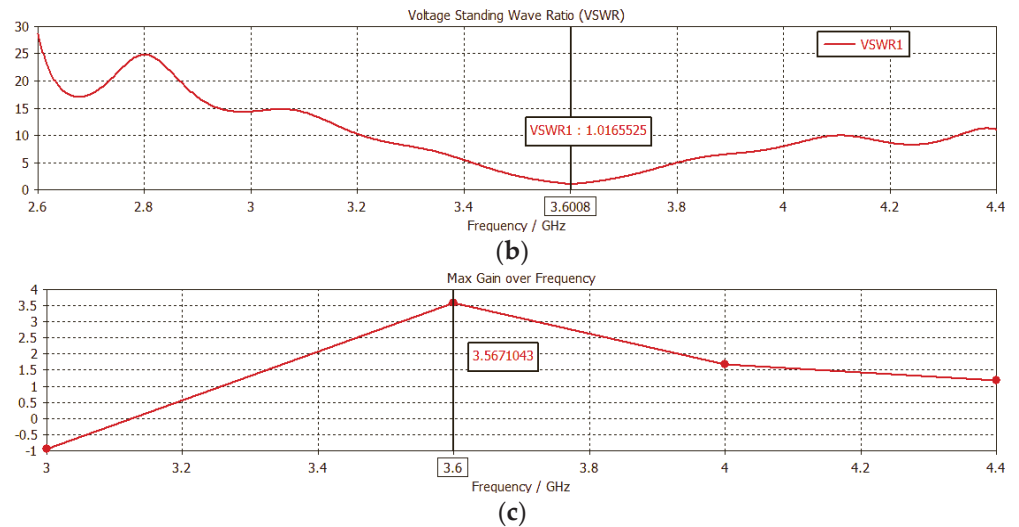 Voltage Standing Wave Ratio (VSWR)
30
25
20
15
10
5
0
VSWR1
VSWR1 : 1.0165525
2.6 2.8 3 3.2 3.4 3.6008 3.8 4 4.2 4.4
Frequency / GHz
(b)
Max Gain over Frequency
4
3.5
3
2.5
2
1.5
1
0.5
0
-0.5
-1
3.5671043
3 3.2 3.4 3.6 3.8 4 4.2 4.4
Frequency / GHz
(c)